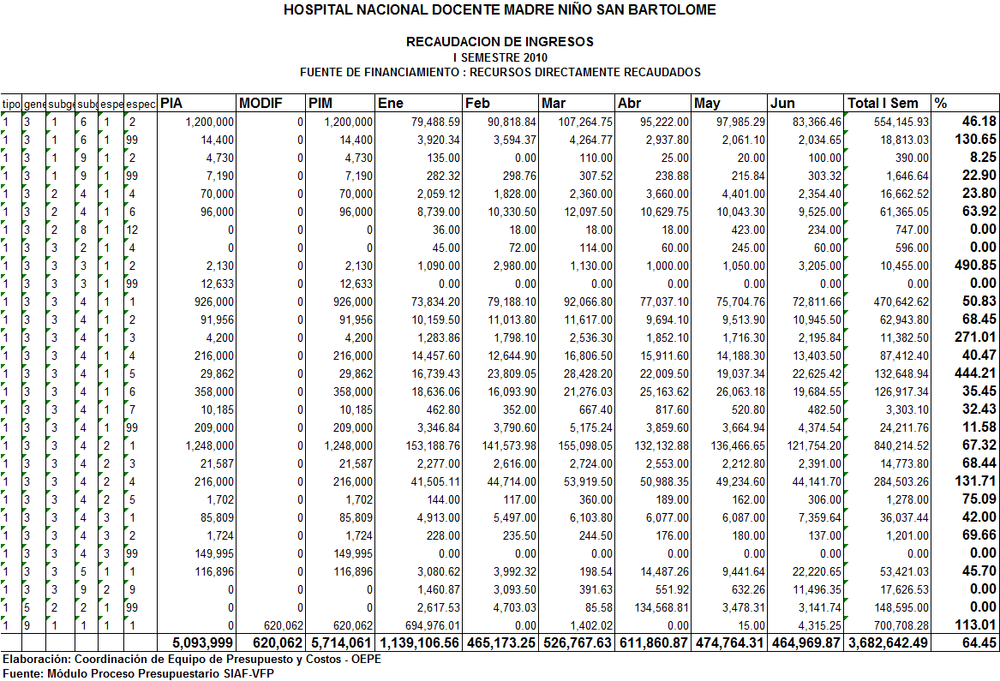 HOSPITAL NACIONAL DOCENTE MADRE NIÑO SAN BARTOLOME
RECAUDACION DE INGRESOS
I SEMESTRE 2010
FUENTE DE FINANCIAMIENTO : RECURSOS DIRECTAMENTE RECAUDADOS
tipo gene subge subg espe espec PIA MODIF PIM Ene Feb Mar Abr May Jun Total I Sem %
1 3 1 6 1 2 1,200,000 0 1,200,000 79,488.59 90,818.84 107,264.75 95,222.00 97,985.29 83,366.46 554,145.93 46.18
1 3 1 6 1 99 14,400 0 14,400 3,920.34 3,594.37 4,264.77 2,937.80 2,061.10 2,034.65 18,813.03 130.65
1 3 1 9 1 2 4,730 0 4,730 135.00 0.00 110.00 25.00 20.00 100.00 390.00 8.25
1 3 1 9 1 99 7,190 0 7,190 282.32 298.76 307.52 238.88 215.84 303.32 1,646.64 22.90
1 3 2 4 1 4 70,000 0 70,000 2,059.12 1,828.00 2,360.00 3,660.00 4,401.00 2,354.40 16,662.52 23.80
1 3 2 4 1 6 96,000 0 96,000 8,739.00 10,330.50 12,097.50 10,629.75 10,043.30 9,525.00 61,365.05 63.92
1 3 2 8 1 12 0 0 0 36.00 18.00 18.00 18.00 423.00 234.00 747.00 0.00
1 3 3 2 1 4 0 0 0 45.00 72.00 114.00 60.00 245.00 60.00 596.00 0.00
1 3 3 3 1 2 2,130 0 2,130 1,090.00 2,980.00 1,130.00 1,000.00 1,050.00 3,205.00 10,455.00 490.85
1 3 3 3 1 99 12,633 0 12,633 0.00 0.00 0.00 0.00 0.00 0.00 0.00 0.00
1 3 3 4 1 1 926,000 0 926,000 73,834.20 79,188.10 92,066.80 77,037.10 75,704.76 72,811.66 470,642.62 50.83
1 3 3 4 1 2 91,956 0 91,956 10,159.50 11,013.80 11,617.00 9,694.10 9,513.90 10,945.50 62,943.80 68.45
1 3 3 4 1 3 4,200 0 4,200 1,283.86 1,798.10 2,536.30 1,852.10 1,716.30 2,195.84 11,382.50 271.01
1 3 3 4 1 4 216,000 0 216,000 14,457.60 12,644.90 16,806.50 15,911.60 14,188.30 13,403.50 87,412.40 40.47
1 3 3 4 1 5 29,862 0 29,862 16,739.43 23,809.05 28,428.20 22,009.50 19,037.34 22,625.42 132,648.94 444.21
1 3 3 4 1 6 358,000 0 358,000 18,636.06 16,093.90 21,276.03 25,163.62 26,063.18 19,684.55 126,917.34 35.45
1 3 3 4 1 7 10,185 0 10,185 462.80 352.00 667.40 817.60 520.80 482.50 3,303.10 32.43
1 3 3 4 1 99 209,000 0 209,000 3,346.84 3,790.60 5,175.24 3,859.60 3,664.94 4,374.54 24,211.76 11.58
1 3 3 4 2 1 1,248,000 0 1,248,000 153,188.76 141,573.98 155,098.05 132,132.88 136,466.65 121,754.20 840,214.52 67.32
1 3 3 4 2 3 21,587 0 21,587 2,277.00 2,616.00 2,724.00 2,553.00 2,212.80 2,391.00 14,773.80 68.44
1 3 3 4 2 4 216,000 0 216,000 41,505.11 44,714.00 53,919.50 50,988.35 49,234.60 44,141.70 284,503.26 131.71
1 3 3 4 2 5 1,702 0 1,702 144.00 117.00 360.00 189.00 162.00 306.00 1,278.00 75.09
1 3 3 4 3 1 85,809 0 85,809 4,913.00 5,497.00 6,103.80 6,077.00 6,087.00 7,359.64 36,037.44 42.00
1 3 3 4 3 2 1,724 0 1,724 228.00 235.50 244.50 176.00 180.00 137.00 1,201.00 69.66
1 3 3 4 3 99 149,995 0 149,995 0.00 0.00 0.00 0.00 0.00 0.00 0.00 0.00
1 3 3 5 1 1 116,896 0 116,896 3,080.62 3,992.32 198.54 14,487.26 9,441.64 22,220.65 53,421.03 45.70
1 3 3 9 2 9 0 0 0 1,460.87 3,093.50 391.63 551.92 632.26 11,496.35 17,626.53 0.00
1 5 2 2 1 99 0 0 0 2,617.53 4,703.03 85.58 134,568.81 3,478.31 3,141.74 148,595.00 0.00
1 9 1 1 1 1 0 620,062 620,062 694,976.01 0.00 1,402.02 0.00 15.00 4,315.25 700,708.28 113.01
5,093,999 620,062 5,714,061 1,139,106.56 465,173.25 526,767.63 611,860.87 474,764.31 464,969.87 3,682,642.49 64.45
Elaboración: Coordinación de Equipo de Presupuesto y Costos - OEPE
Fuente: Módulo Proceso Presupuestario SIAF-VFP